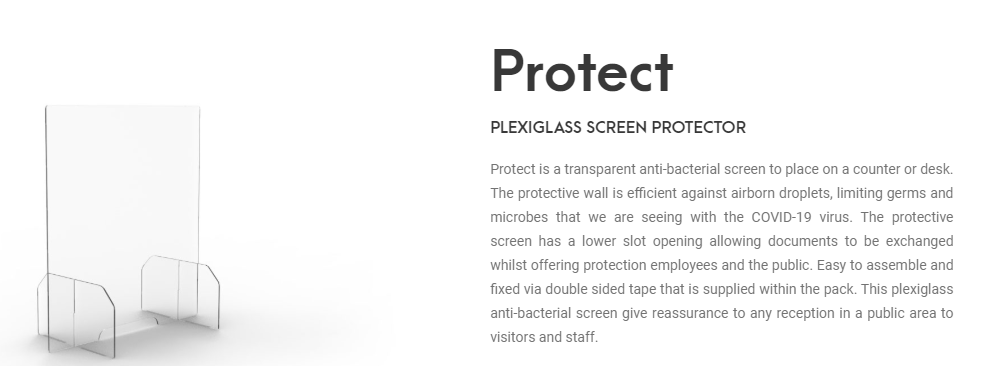 Protect
PLEXIGLASS SCREEN PROTECTOR
Protect is a transparent anti-bacterial screen to place on a counter or desk.
The protective wall is efficient against airborn droplets, limiting germs and
microbes that we are seeing with the COVID-19 virus. The protective
screen has a lower slot opening allowing documents to be exchanged
whilst offering protection employees and the public. Easy to assemble and
fixed via double sided tape that is supplied within the pack. This plexiglass
anti-bacterial screen give reassurance to any reception in a public area to
visitors and staff.